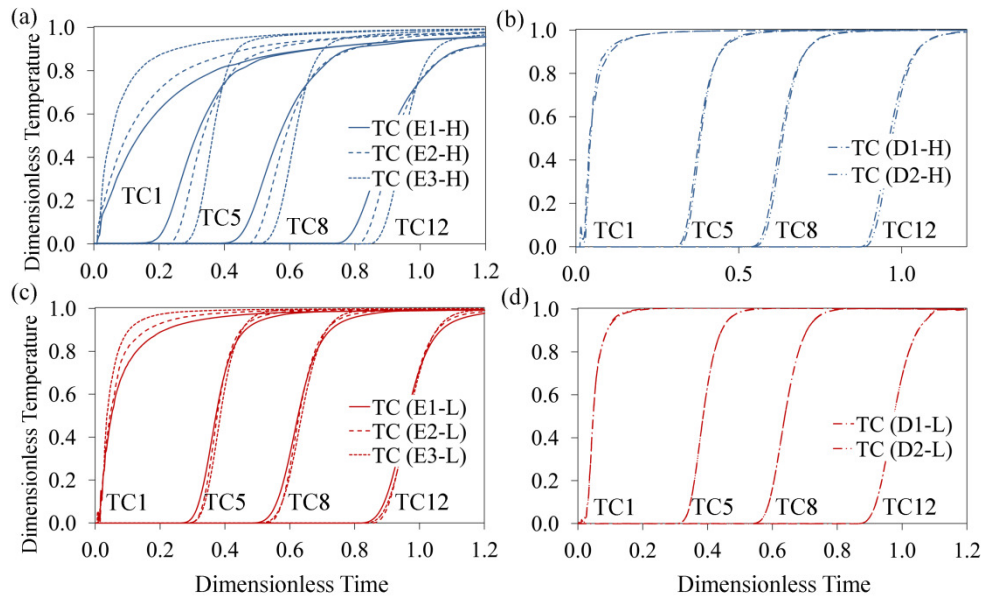 (a)
Dimensionless Temperature
1.0
0.8
0.6
0.4
0.2
0.0
TC (E1-H)
TC (E2-H)
TC (E3-H)
TC1
TC5
TC8
TC12
0.0 0.2 0.4 0.6 0.8 1.0 1.2
(b)
1.0
0.8
0.6
0.4
0.2
0.0
TC (D1-H)
TC (D2-H)
TC1
TC5
TC8
TC12
0.0 0.5 1.0
(c)
Dimensionless Temperature
1.0
0.8
0.6
0.4
0.2
0.0
TC (E1-L)
TC (E2-L)
TC (E3-L)
TC1
TC5
TC8
TC12
0.0 0.2 0.4 0.6 0.8 1.0 1.2
Dimensionless Time
(d)
1.0
0.8
0.6
0.4
0.2
0.0
TC (D1-L)
TC (D2-L)
TC1
TC5
TC8
TC12
0.0 0.2 0.4 0.6 0.8 1.0 1.2
Dimensionless Time